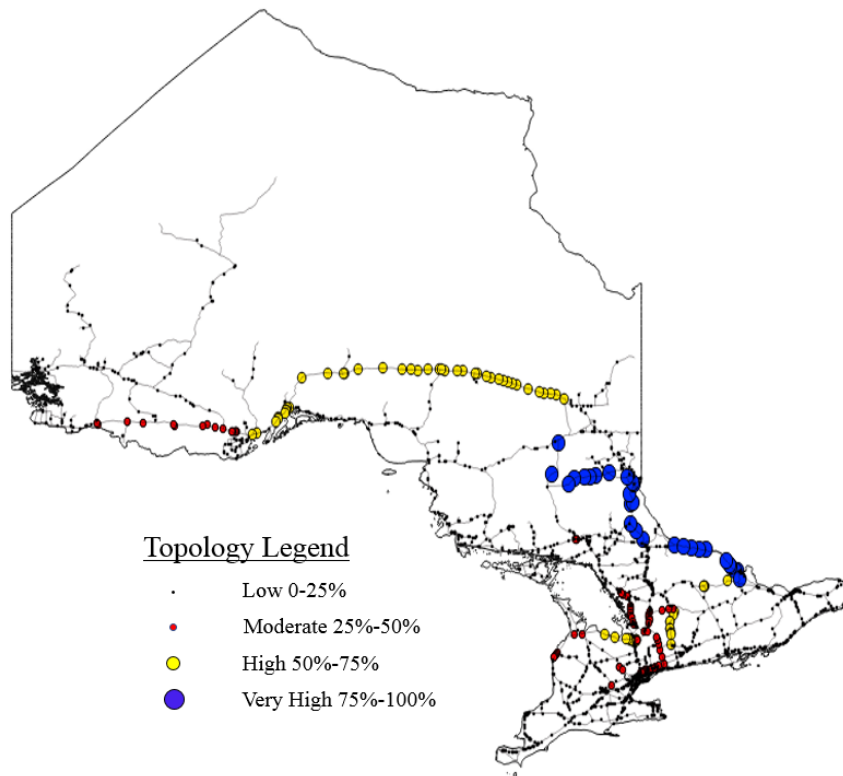 Topology Legend
Low 0-25%
Moderate 25%-50%
High 50%-75%
Very High 75%-100%